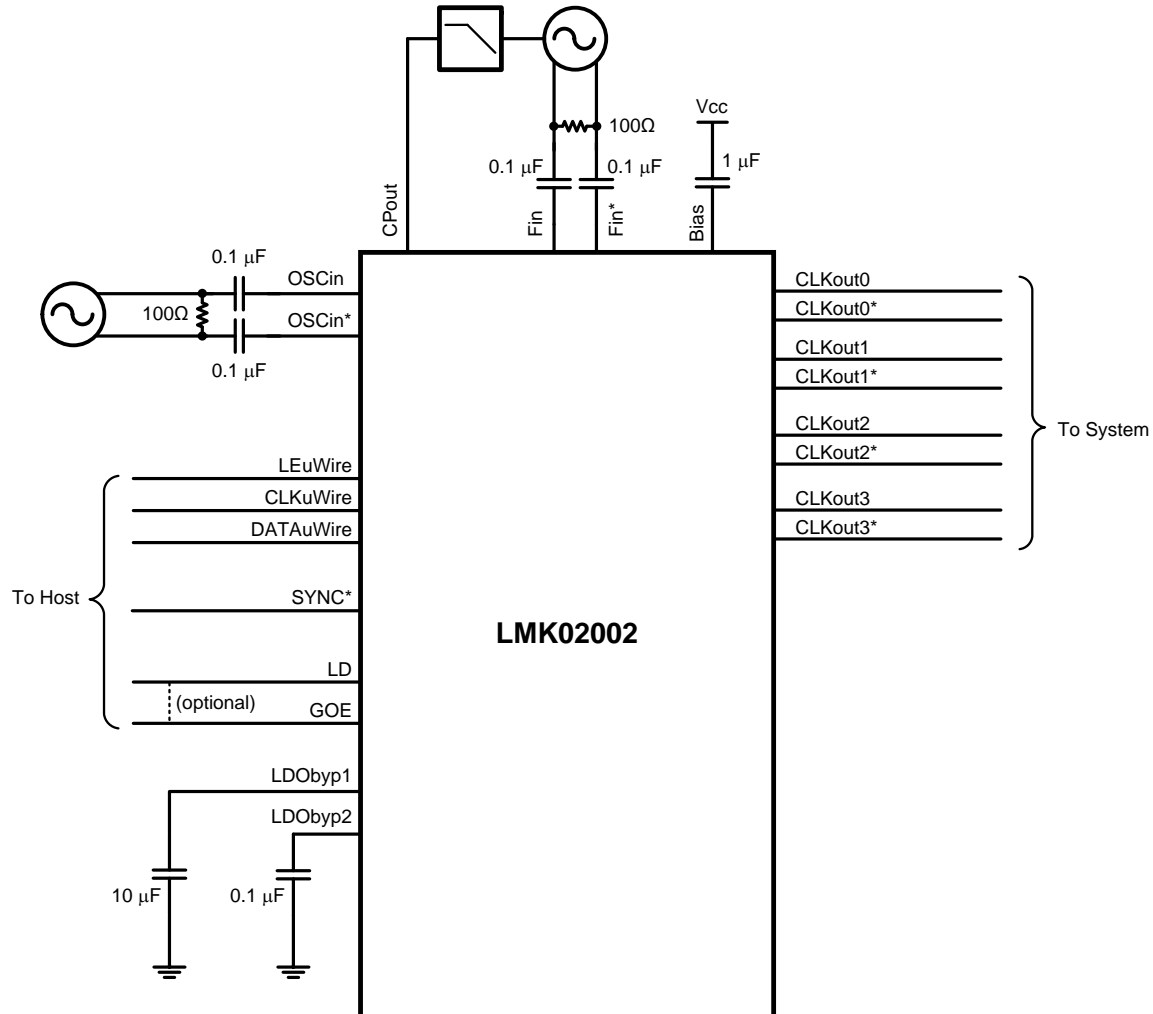 100Ω
Vcc
0.1 μF
0.1 μF
1 μF
CPout
Fin
Fin*
Bias
0.1 μF
OSCin
100Ω
OSCin*
0.1 μF
CLKout0
CLKout0*
CLKout1
CLKout1*
CLKout2
CLKout2*
CLKout3
CLKout3*
To System
LEuWire
CLKuWire
DATAuWire
To Host
SYNC*
LMK02002
LD
(optional)
GOE
LDObyp1
LDObyp2
10 μF
0.1 μF